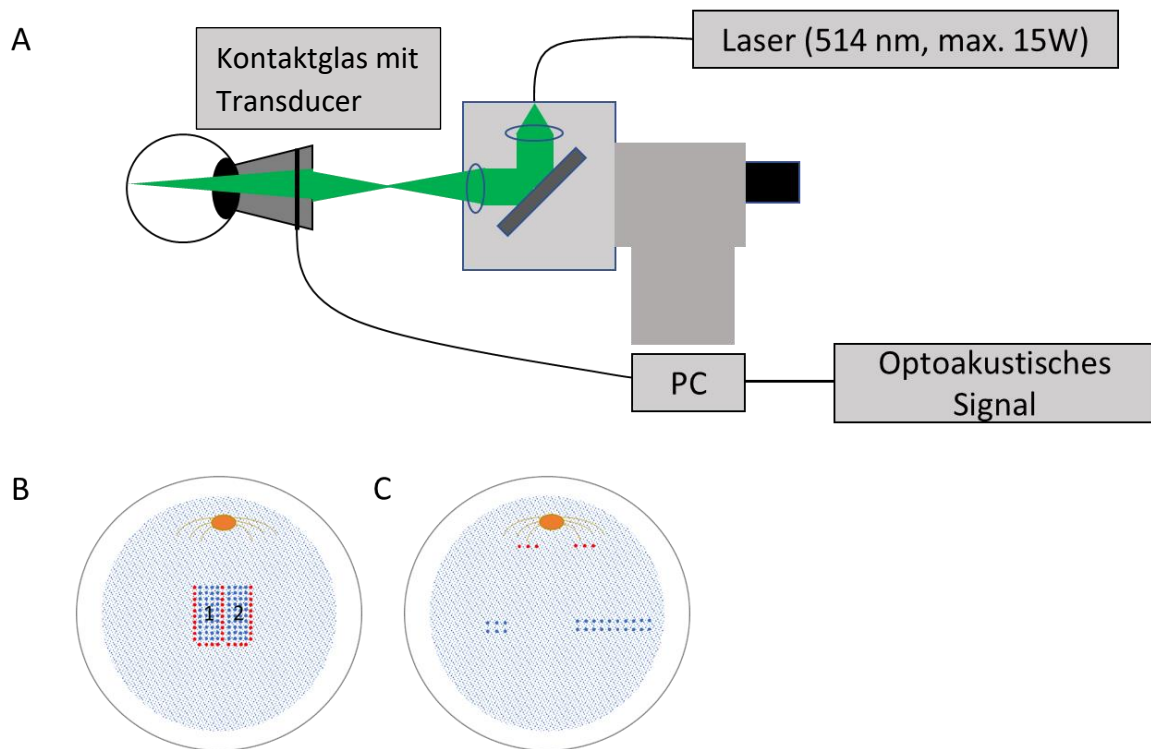 A
Laser (514 nm, max. 15W)
Kontaktglas mit
Transducer
PC
Optoakustisches
Signal
B
C
1 2